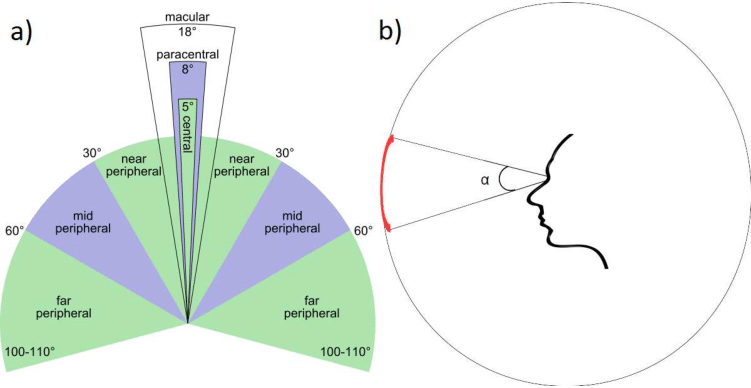 a)
macular
18°
paracentral
8°
5°
central
30°
near
peripheral
near
peripheral
30°
60°
mid
peripheral
mid
peripheral
60°
far
peripheral
far
peripheral
100-110°
100-110°
b)
α